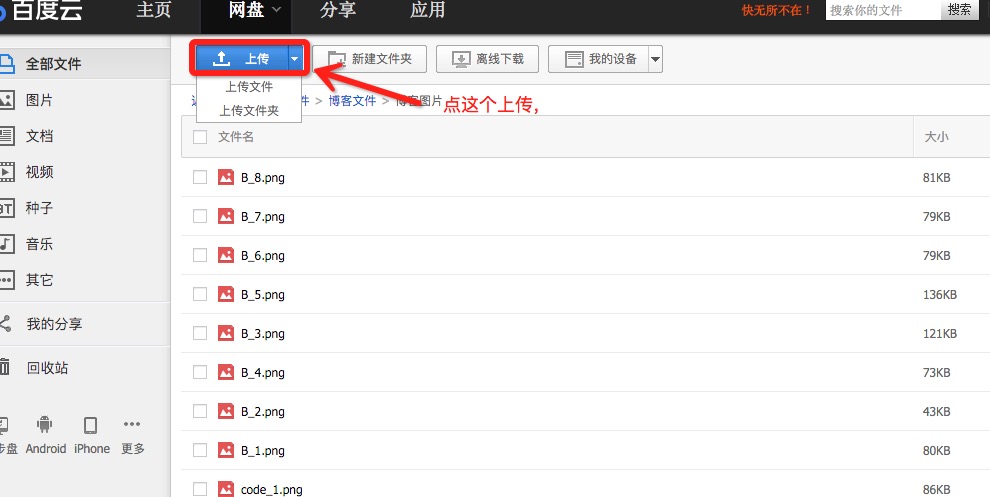 百度云 主页 网盘 分享 应用 快无所不在！ 搜索你的文件 搜索
全部文件
图片
文档
视频
种子
音乐
其它
我的分享
回收站
步盘 Android iPhone 更多
上传 新建文件夹 离线下载 我的设备
上传文件
上传文件夹
件 > 博客文件 > 博客图片
点这个上传,
文件名 大小
B_8.png 81KB
B_7.png 79KB
B_6.png 79KB
B_5.png 136KB
B_3.png 121KB
B_4.png 73KB
B_2.png 43KB
B_1.png 80KB
code_1.png 86KB